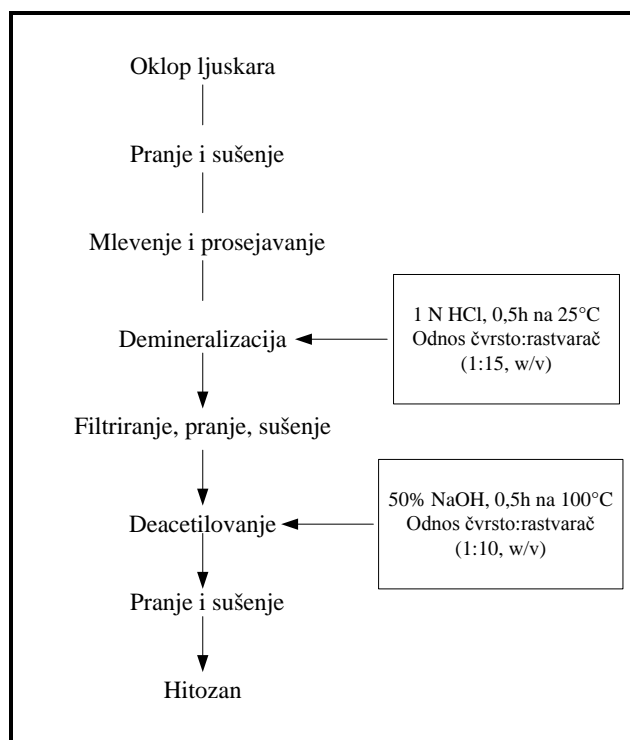 Oklop ljuskara
Pranje i sušenje
Mlevenje i prosejavanje
Demineralizacija
1 N HCl, 0,5h na 25°C
Odnos čvrsto:rastvarač
(1:15, w/v)
Filtriranje, pranje, sušenje
Deacetilovanje
50% NaOH, 0,5h na 100°C
Odnos čvrsto:rastvarač
(1:10, w/v)
Pranje i sušenje
Hitozan